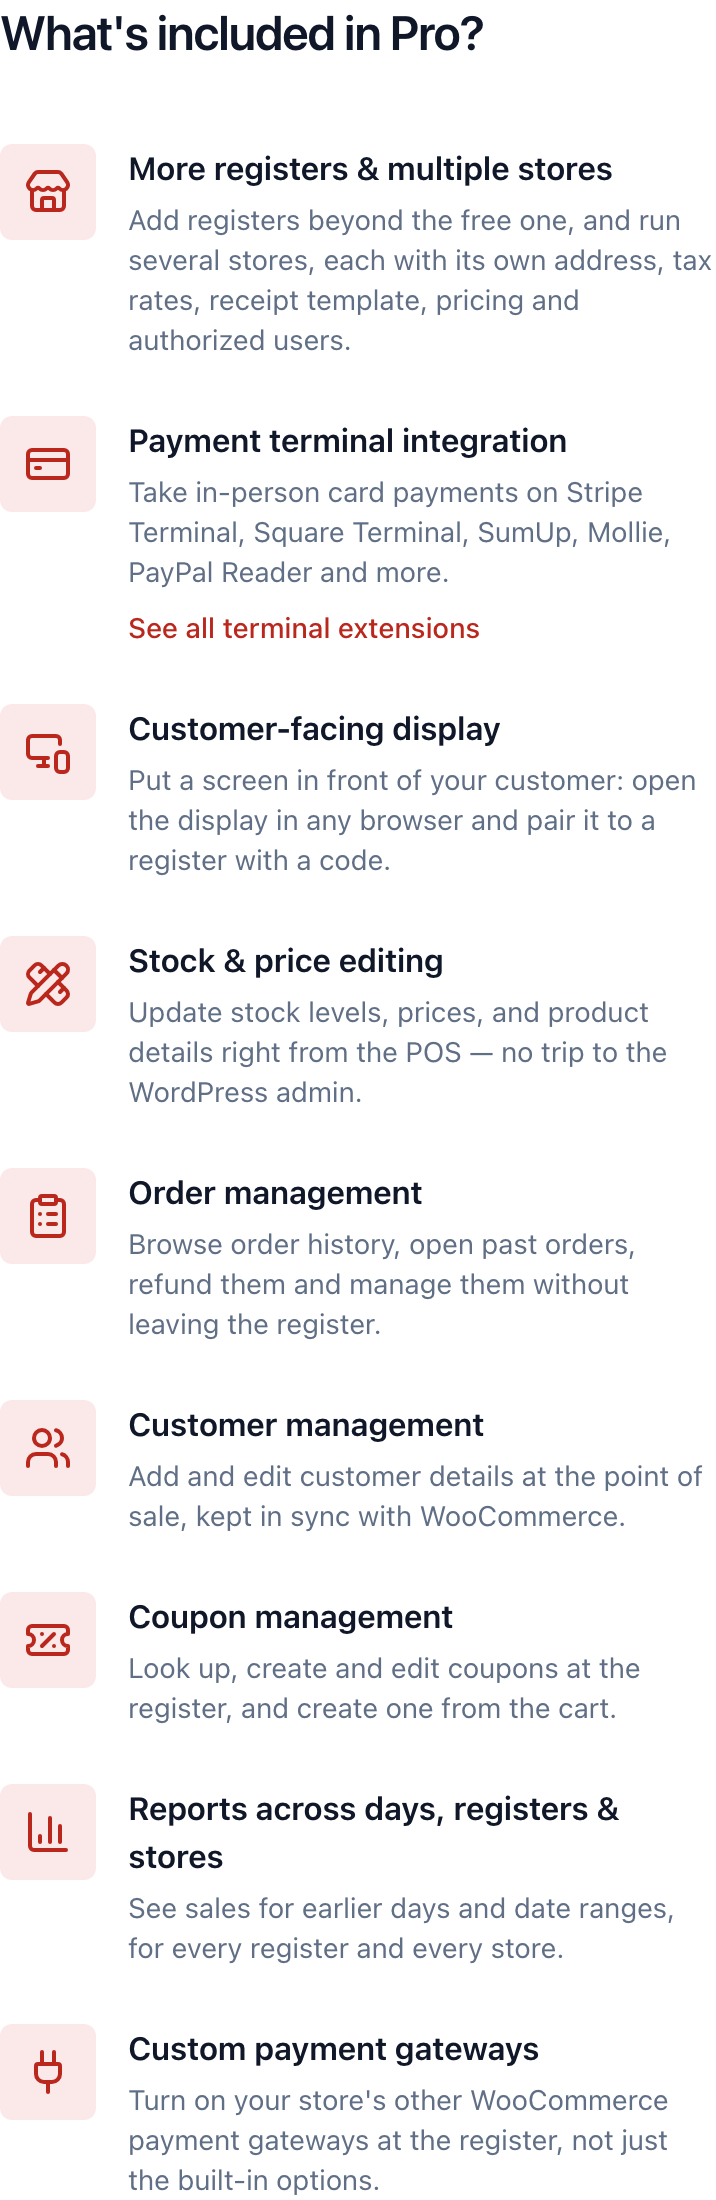 What's included in Pro?
More registers & multiple stores
Add registers beyond the free one, and run
several stores, each with its own address, tax
rates, receipt template, pricing and
authorized users.
Payment terminal integration
Take in-person card payments on Stripe
Terminal, Square Terminal, SumUp, Mollie,
PayPal Reader and more.
See all terminal extensions
Customer-facing display
Put a screen in front of your customer: open
the display in any browser and pair it to a
register with a code.
Stock & price editing
Update stock levels, prices, and product
details right from the POS — no trip to the
WordPress admin.
Order management
Browse order history, open past orders,
refund them and manage them without
leaving the register.
Customer management
Add and edit customer details at the point of
sale, kept in sync with WooCommerce.
Coupon management
Look up, create and edit coupons at the
register, and create one from the cart.
Reports across days, registers &
stores
See sales for earlier days and date ranges,
for every register and every store.
Custom payment gateways
Turn on your store's other WooCommerce
payment gateways at the register, not just
the built-in options.